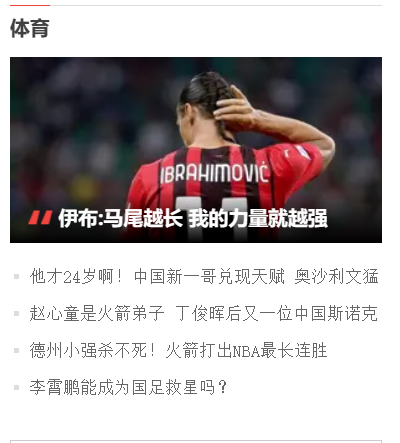 体育
IBRAHIMOVIĆ
伊布:马尾越长 我的力量就越强
他才24岁啊！中国新一哥兑现天赋 奥沙利文猛
赵心童是火箭弟子 丁俊晖后又一位中国斯诺克
德州小强杀不死！火箭打出NBA最长连胜
李霄鹏能成为国足救星吗？